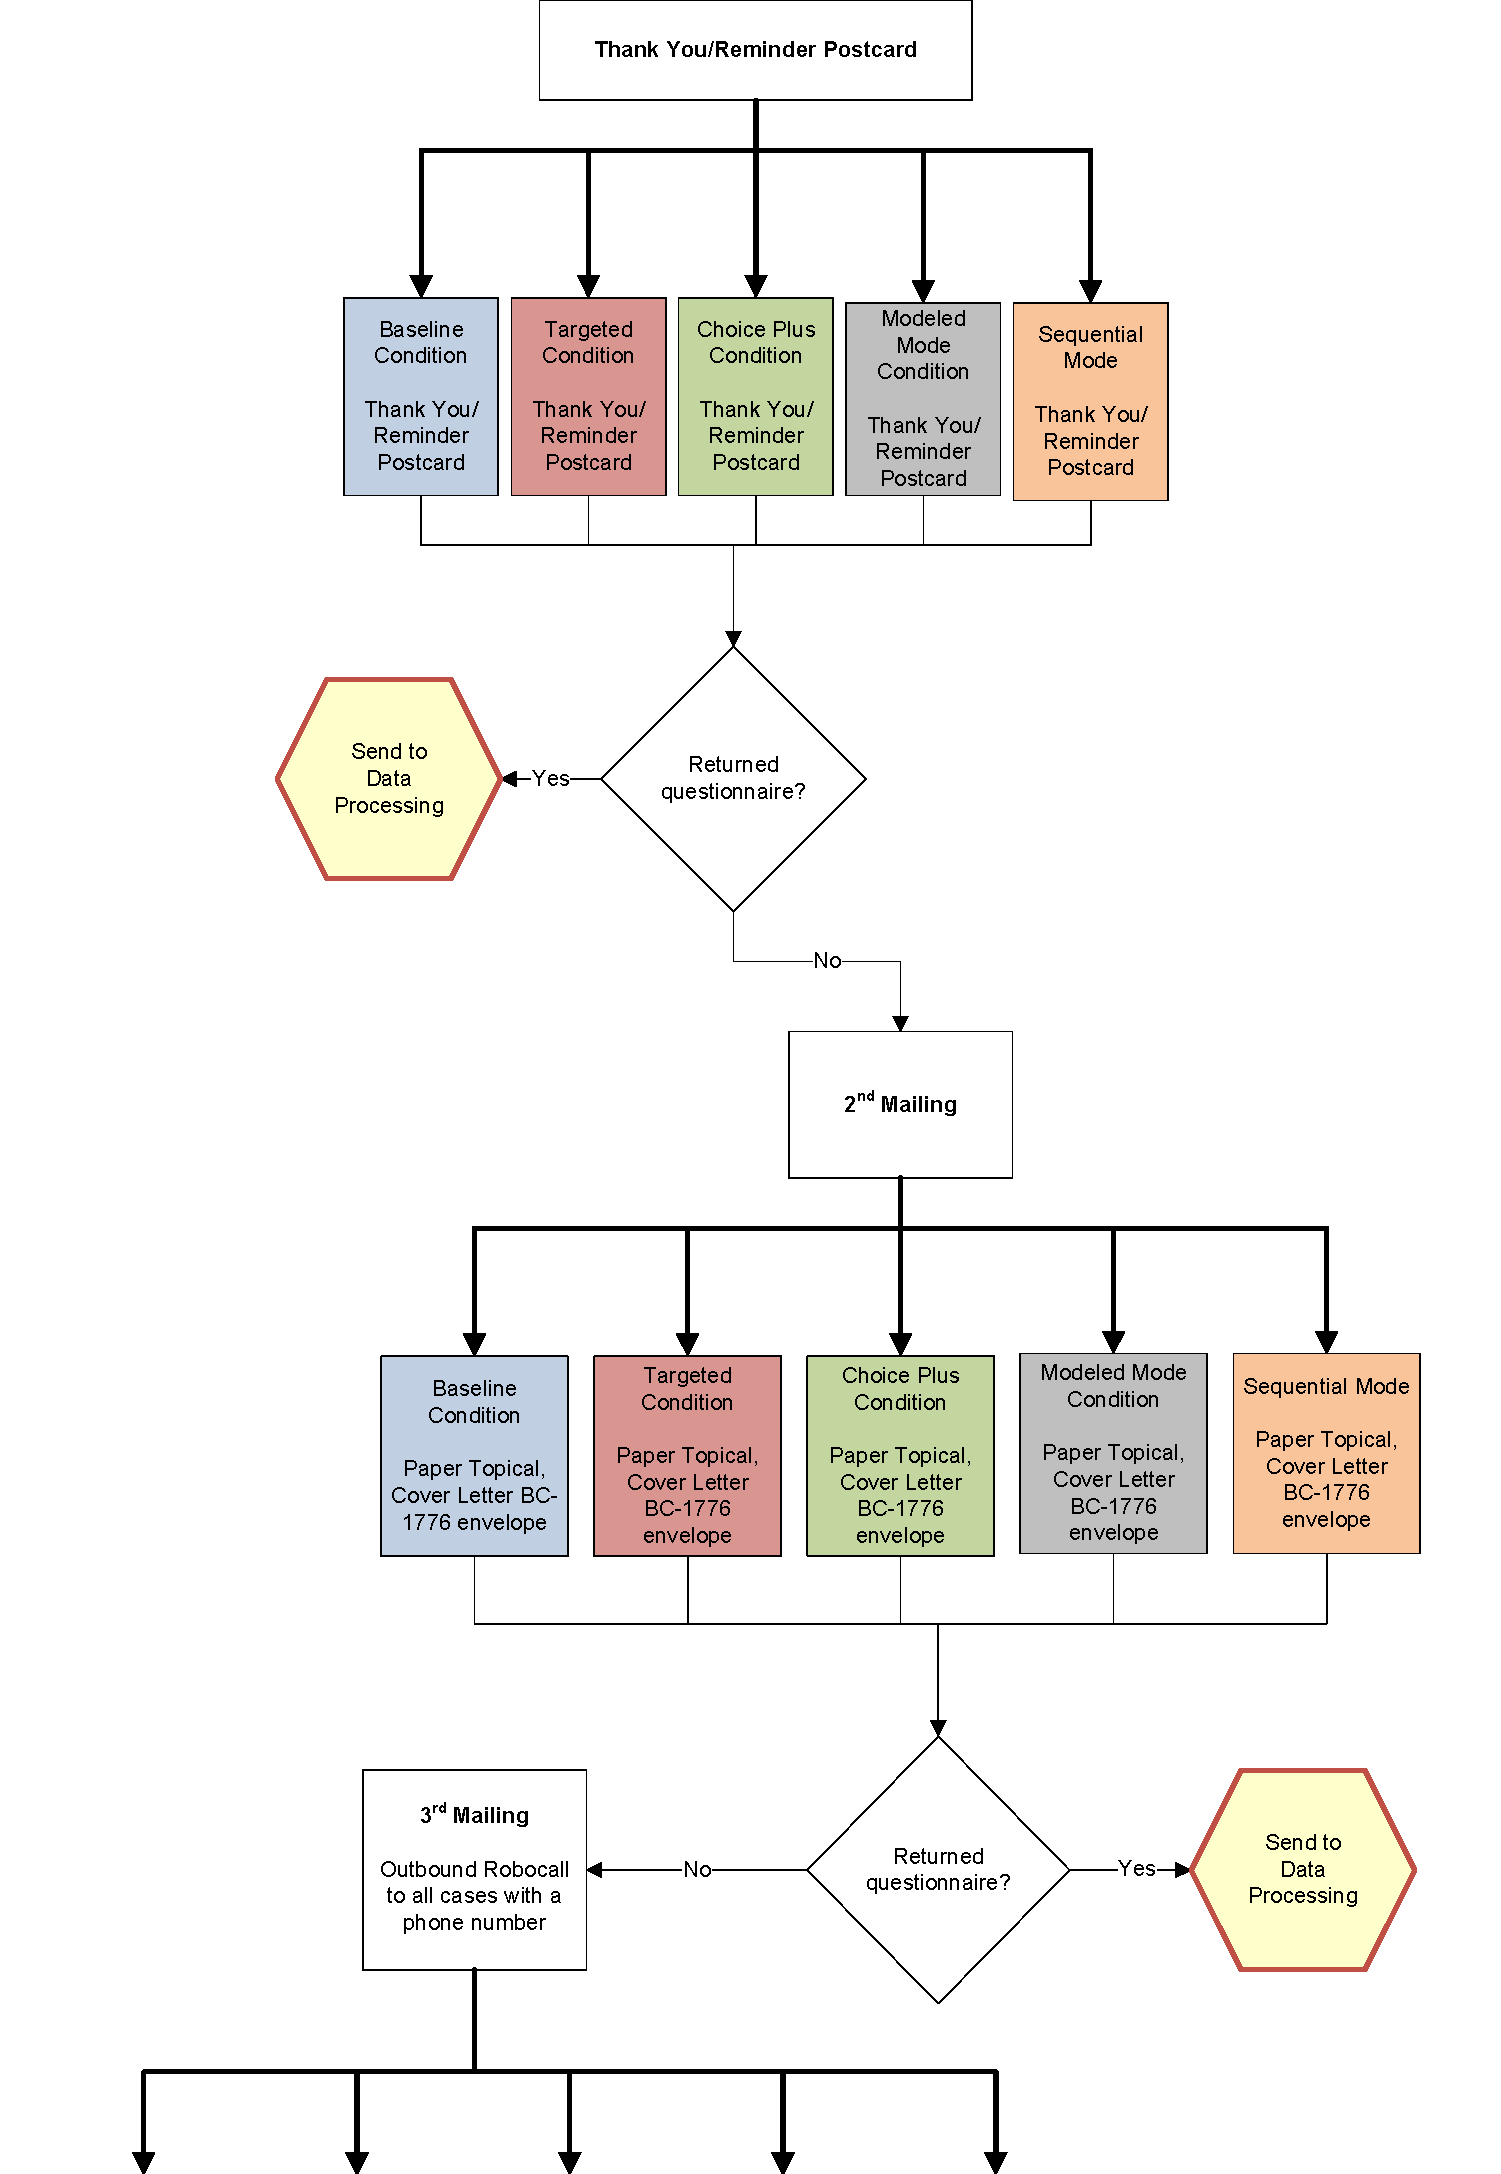 Thank You/Reminder Postcard
Baseline
Condition
Thank You/
Reminder
Postcard
Targeted
Condition
Thank You/
Reminder
Postcard
Choice Plus
Condition
Thank You/
Reminder
Postcard
Modeled
Mode
Condition
Thank You/
Reminder
Postcard
Sequential
Mode
Thank You/
Reminder
Postcard
Send to
Data
Processing
Yes
Returned
questionnaire?
No
2nd Mailing
Baseline
Condition
Paper Topical,
Cover Letter BC-
1776 envelope
Targeted
Condition
Paper Topical,
Cover Letter
BC-1776
envelope
Choice Plus
Condition
Paper Topical,
Cover Letter
BC-1776
envelope
Modeled Mode
Condition
Paper Topical,
Cover Letter
BC-1776
envelope
Sequential Mode
Paper Topical,
Cover Letter
BC-1776
envelope
3rd Mailing
Outbound Robocall
to all cases with a
phone number
No
Returned
questionnaire?
Yes
Send to
Data
Processing